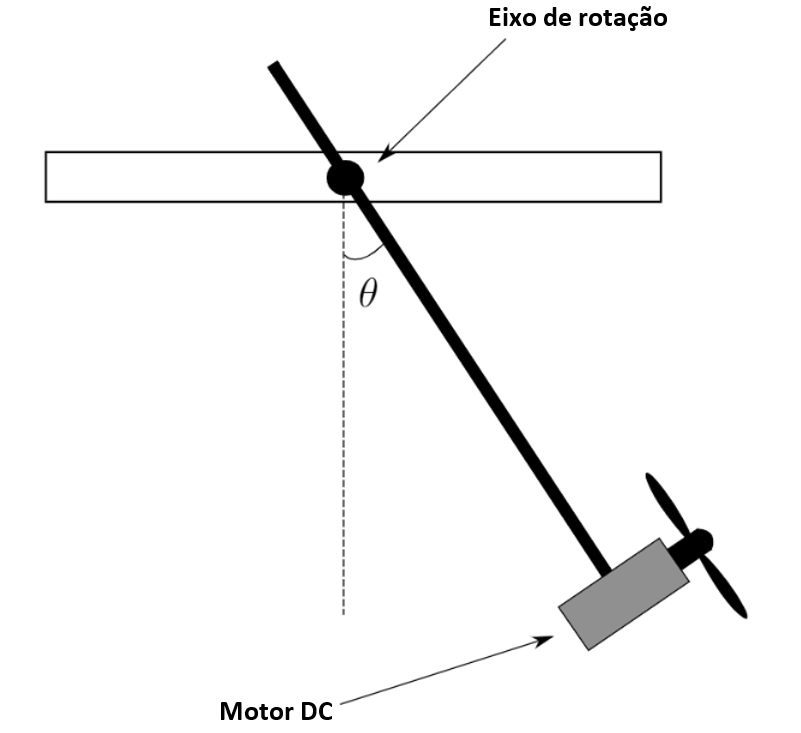 Eixo de rotação
θ
Motor DC